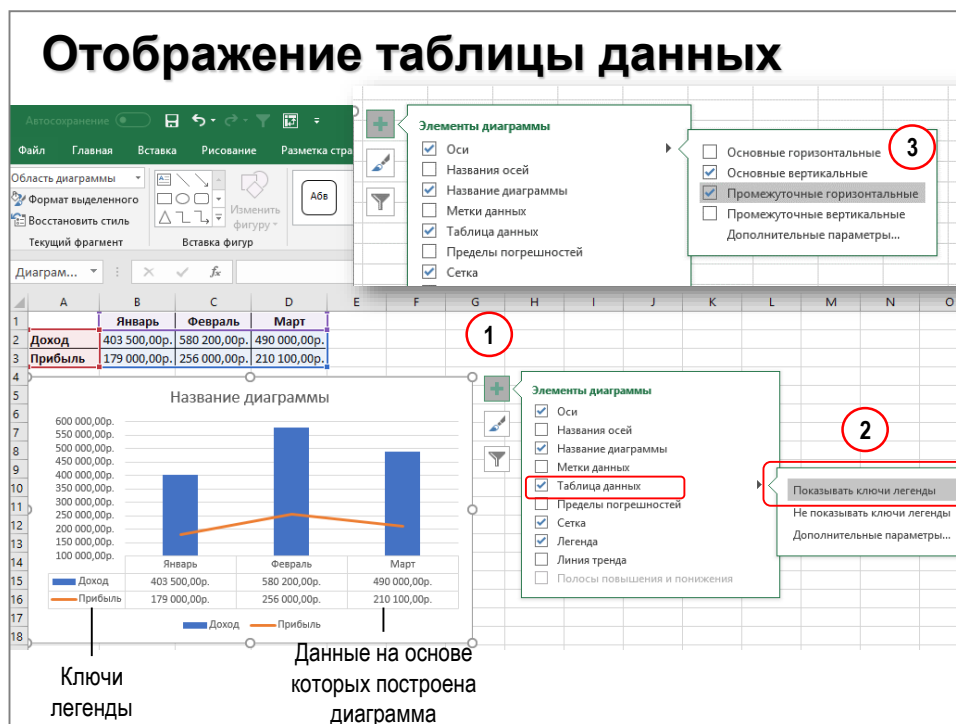 Отображение таблицы данных
Автосохранение
Файл Главная Вставка Рисование Разметка стра
Область диаграммы
Формат выделенного
Восстановить стиль
Текущий фрагмент
Изменить
фигуру
Вставка фигур
Абв
Элементы диаграммы
Оси
Названия осей
Название диаграммы
Метки данных
Таблица данных
Пределы погрешностей
Сетка
Основные горизонтальные
Основные вертикальные
Промежуточные горизонтальные
Промежуточные вертикальные
Дополнительные параметры...
3
Диаграм... fx
A B C D E F G H I J K L M N O
1 Январь Февраль Март
2 Доход 403 500,00р. 580 200,00р. 490 000,00р.
3 Прибыль 179 000,00р. 256 000,00р. 210 100,00р.
4
5
6
7
8
9
10
11
12
13
14
15
16
17
18
1
Название диаграммы
600 000,00р.
550 000,00р.
500 000,00р.
450 000,00р.
400 000,00р.
350 000,00р.
300 000,00р.
250 000,00р.
200 000,00р.
150 000,00р.
100 000,00р.
Январь Февраль Март
Доход 403 500,00р. 580 200,00р. 490 000,00р.
Прибыль 179 000,00р. 256 000,00р. 210 100,00р.
Доход Прибыль
Элементы диаграммы
Оси
Названия осей
Название диаграммы
Метки данных
Таблица данных
Пределы погрешностей
Сетка
Легенда
Линия тренда
Полосы повышения и понижения
2
Показывать ключи легенды
Не показывать ключи легенды
Дополнительные параметры...
Ключи
легенды
Данные на основе
которых построена
диаграмма